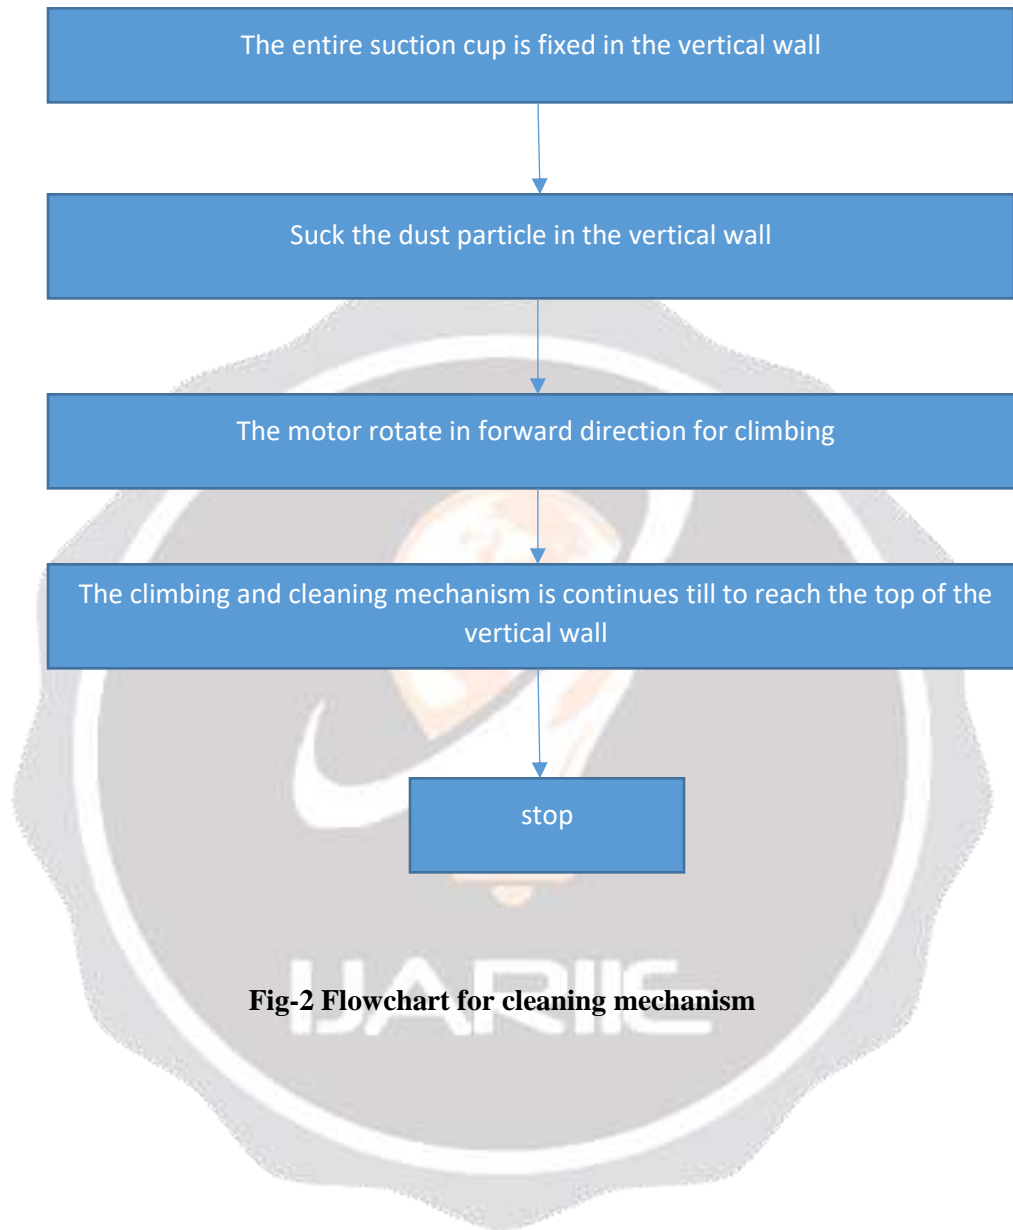 The entire suction cup is fixed in the vertical wall
Suck the dust particle in the vertical wall
The motor rotate in forward direction for climbing
The climbing and cleaning mechanism is continues till to reach the top of the
vertical wall
stop
Fig-2 Flowchart for cleaning mechanism
IJARIIE